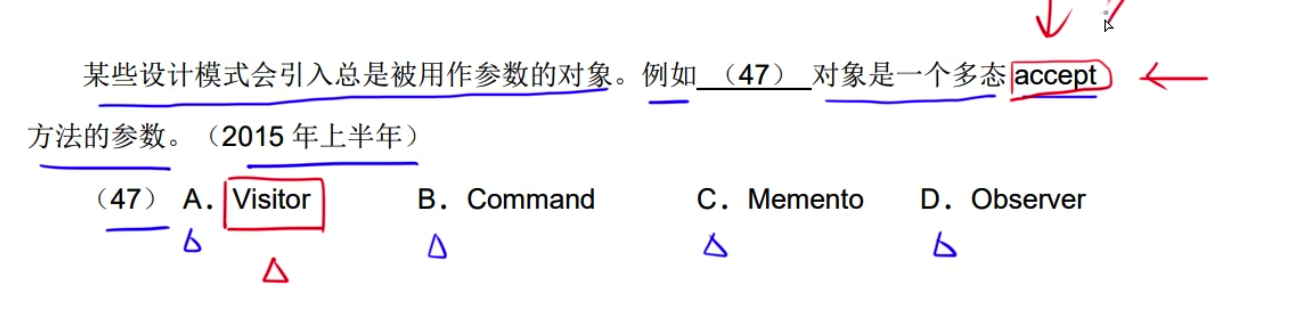 某些设计模式会引入总是被用作参数的对象。例如（47）对象是一个多态 accept
方法的参数。（2015 年上半年）
（47） A．Visitor B．Command C．Memento D．Observer